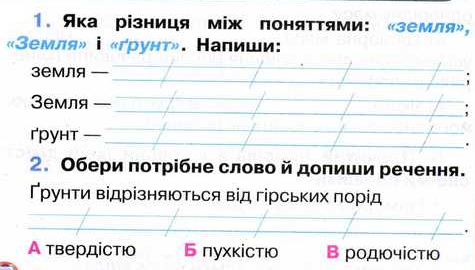 1. Яка різниця між поняттями: «земля»,
«Земля» і «ґрунт». Напиши:
земля — ;
Земля — ;
ґрунт — .
2. Обери потрібне слово й допиши речення.
Ґрунти відрізняються від гірських порід
.
А твердістю Б пухкістю В родючістю